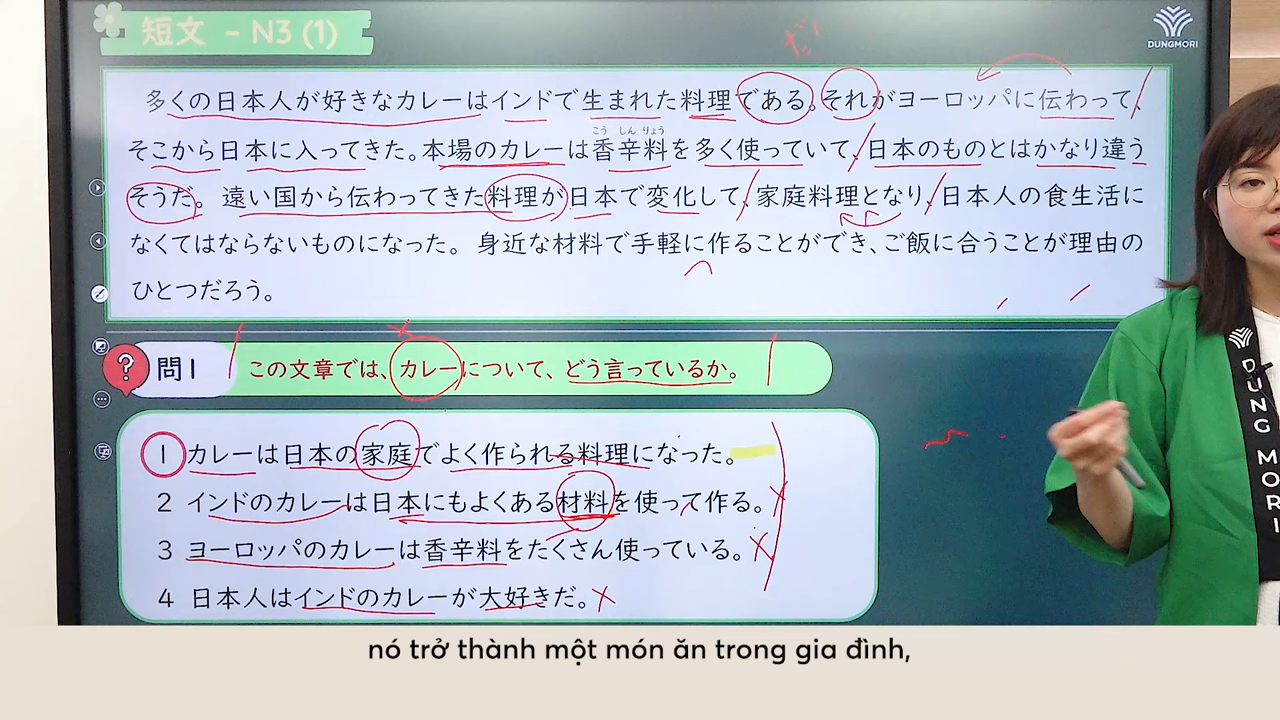 短文 - N3 (1)
DUNGMORI
多くの日本人が好きなカレーはインドで生まれた料理である。それがヨーロッパに伝わって、
こうしんりょう
そこから日本に入ってきた。本場のカレーは香辛料を多く使っていて、日本のものとはかなり違う
そうだ。遠い国から伝わってきた料理が日本で変化して、家庭料理となり、日本人の食生活に
なくてはならないものになった。身近な材料で手軽に作ることができ、ご飯に合うことが理由の
ひとつだろう。
? 問1 この文章では、カレーについて、どう言っているか。
1 カレーは日本の家庭でよく作られる料理になった。
2 インドのカレーは日本にもよくある材料を使って作る。
3 ヨーロッパのカレーは香辛料をたくさん使っている。
4 日本人はインドのカレーが大好きだ。
DUNG MORI
nó trở thành một món ăn trong gia đình,